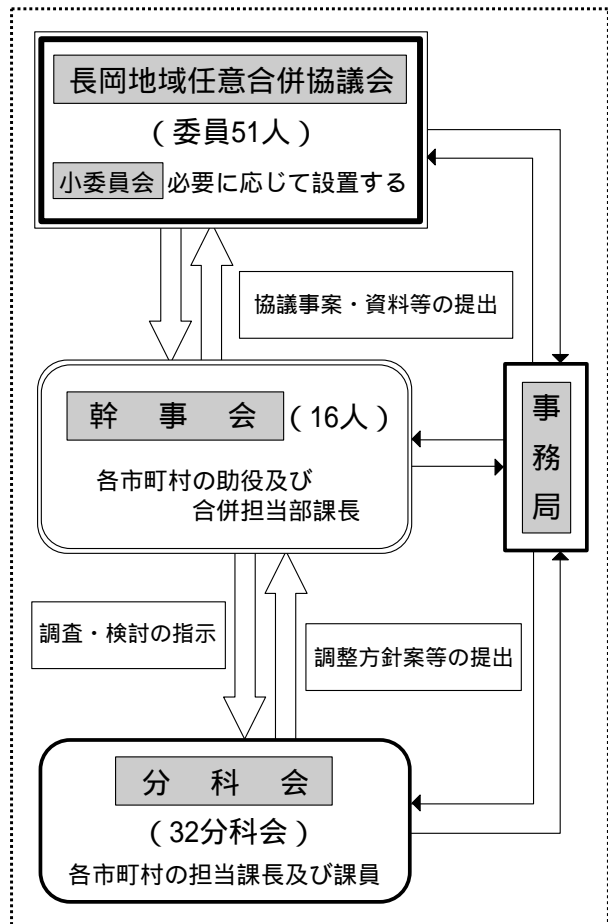 長岡地域任意合併協議会
（委員51人）
小委員会 必要に応じて設置する
協議事案・資料等の提出
幹 事 会（16人）
各市町村の助役及び
合併担当部課長
事務局
調査・検討の指示
調整方針案等の提出
分 科 会
（32分科会）
各市町村の担当課長及び課員